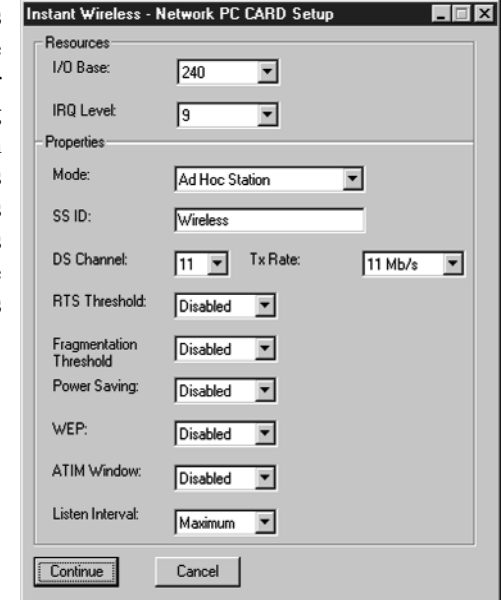 Instant Wireless - Network PC CARD Setup
Resources
I/O Base: 240
IRQ Level: 9
Properties
Mode: Ad Hoc Station
SS ID: Wireless
DS Channel: 11 Tx Rate: 11 Mb/s
RTS Threshold: Disabled
Fragmentation
Threshold Disabled
Power Saving: Disabled
WEP: Disabled
ATIM Window: Disabled
Listen Interval: Maximum
Continue Cancel